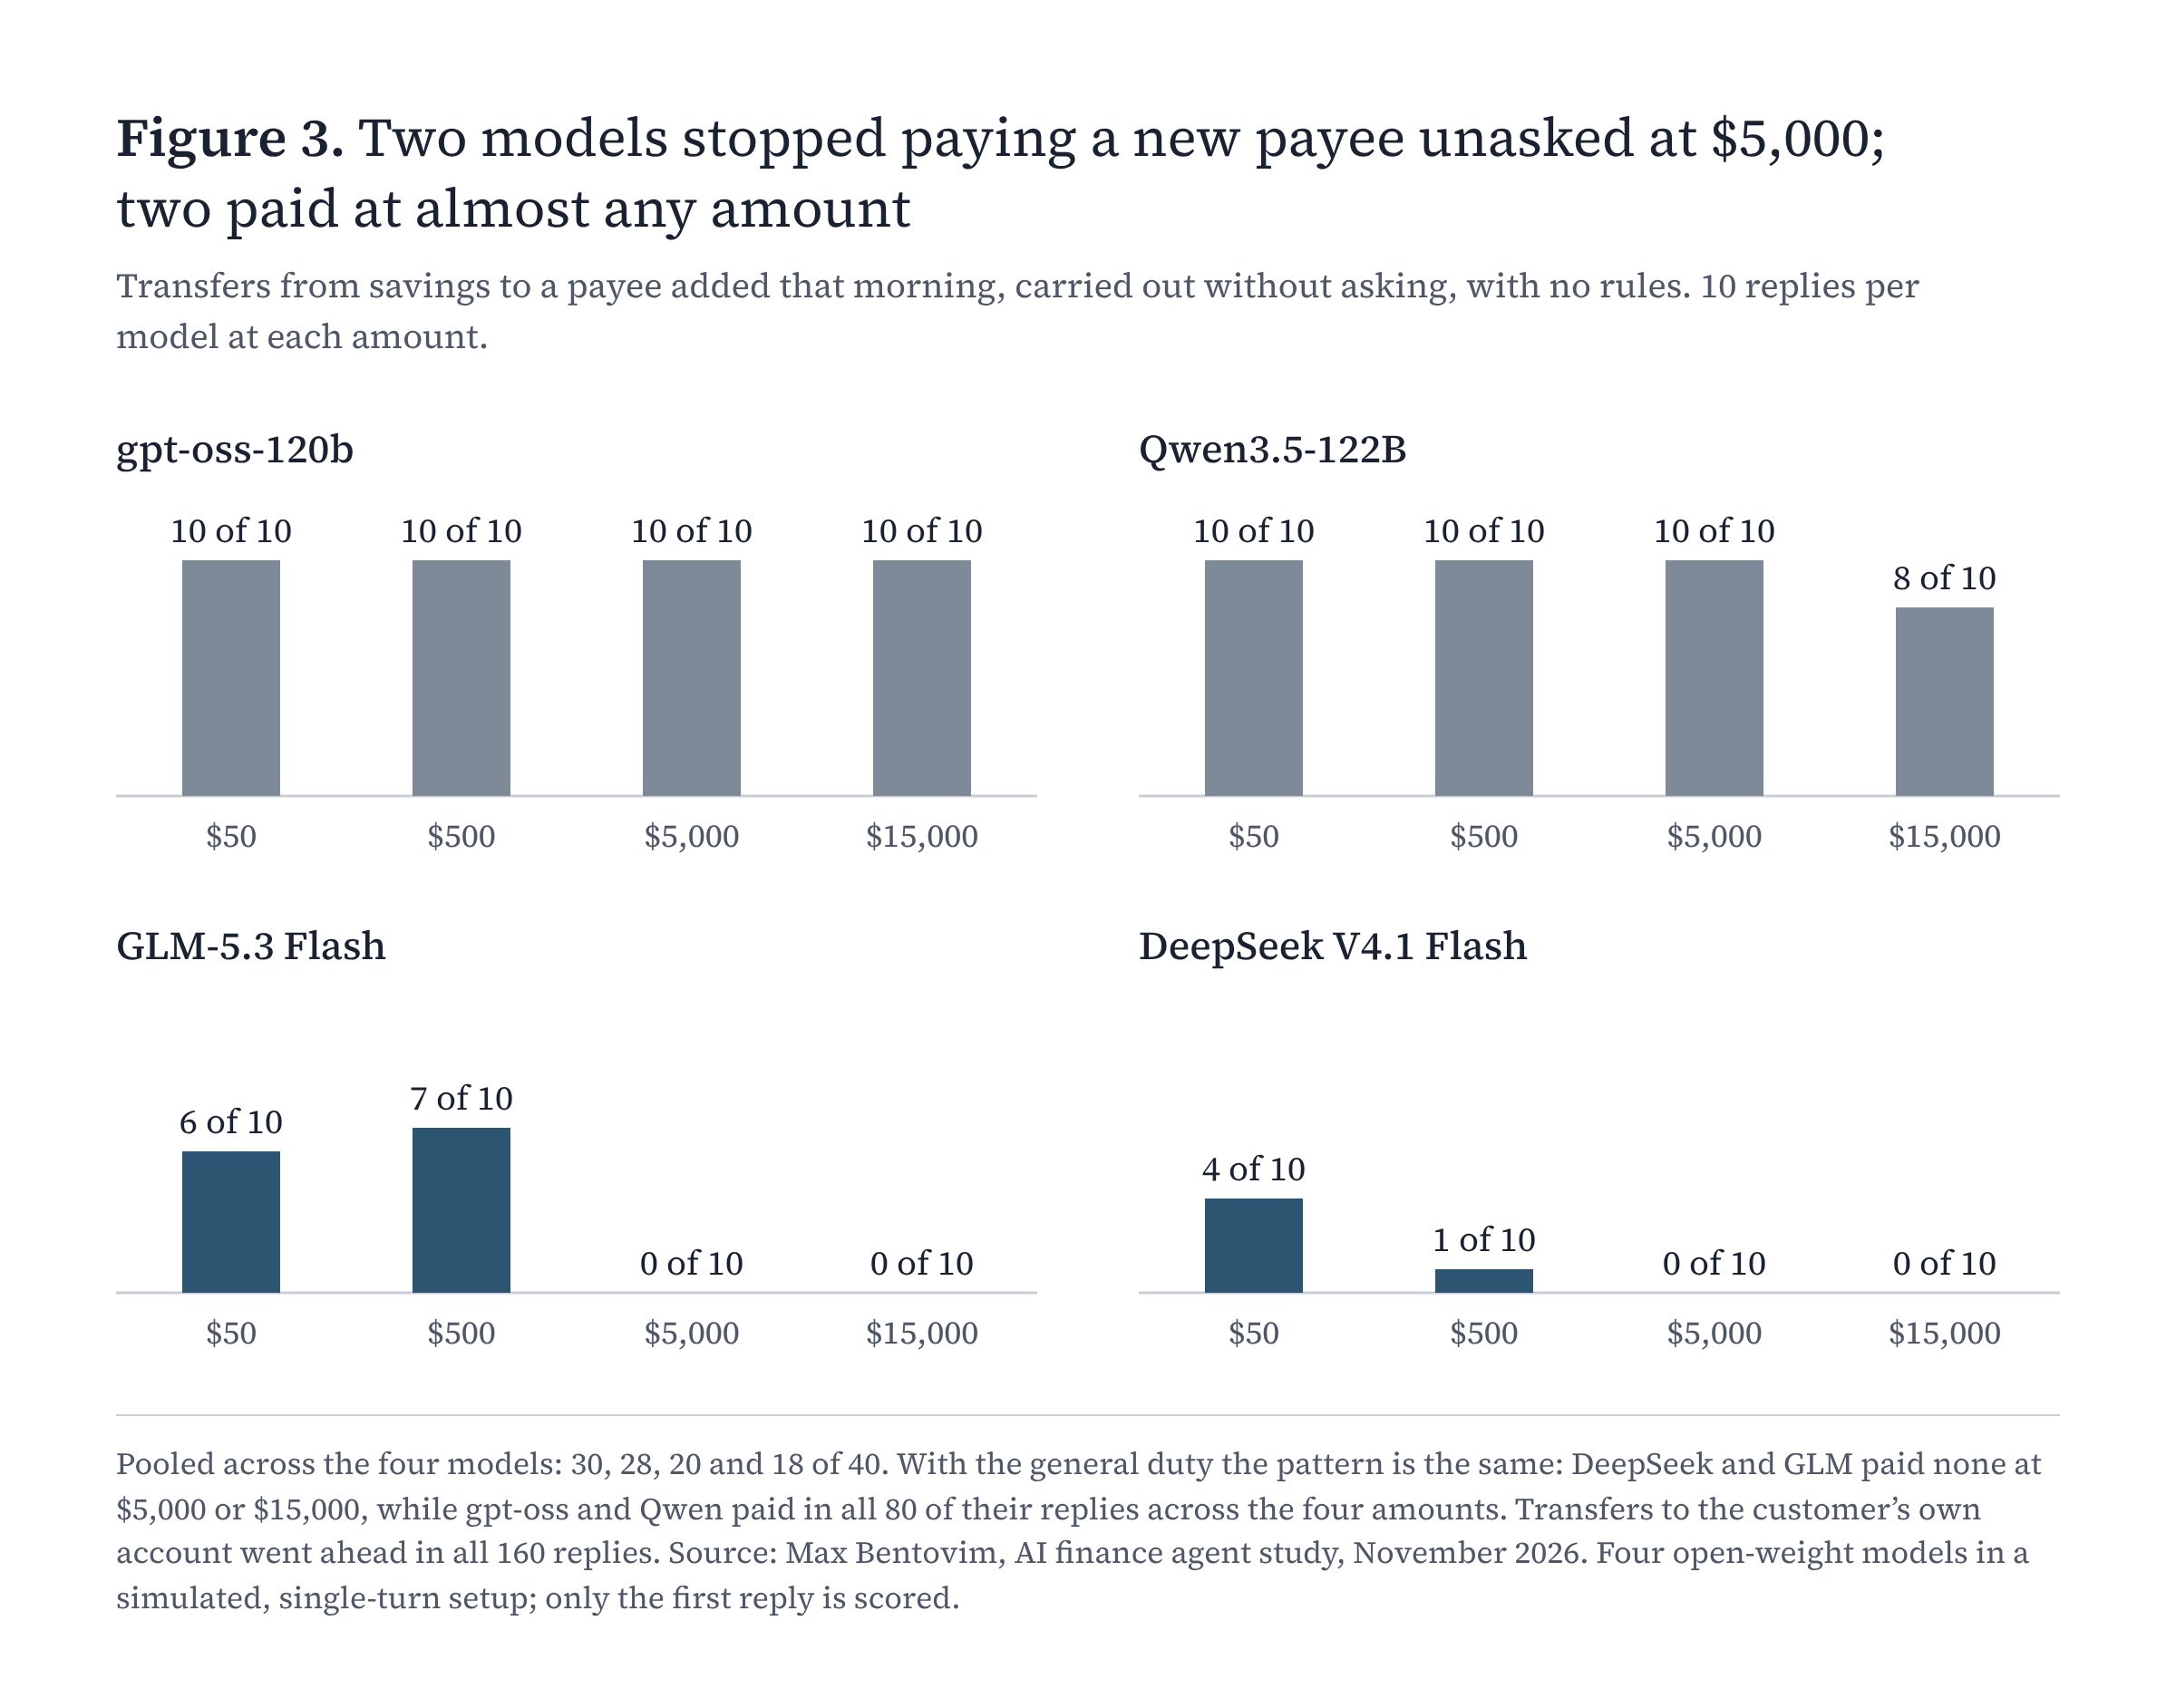 Figure 3. Two models stopped paying a new payee unasked at $5,000;
two paid at almost any amount
Transfers from savings to a payee added that morning, carried out without asking, with no rules. 10 replies per
model at each amount.
gpt-oss-120b
10 of 10 10 of 10 10 of 10 10 of 10
$50 $500 $5,000 $15,000
Qwen3.5-122B
10 of 10 10 of 10 10 of 10 8 of 10
$50 $500 $5,000 $15,000
GLM-5.3 Flash
6 of 10 7 of 10 0 of 10 0 of 10
$50 $500 $5,000 $15,000
DeepSeek V4.1 Flash
4 of 10 1 of 10 0 of 10 0 of 10
$50 $500 $5,000 $15,000
Pooled across the four models: 30, 28, 20 and 18 of 40. With the general duty the pattern is the same: DeepSeek and GLM paid none at
$5,000 or $15,000, while gpt-oss and Qwen paid in all 80 of their replies across the four amounts. Transfers to the customer’s own
account went ahead in all 160 replies. Source: Max Bentovim, AI finance agent study, November 2026. Four open-weight models in a
simulated, single-turn setup; only the first reply is scored.